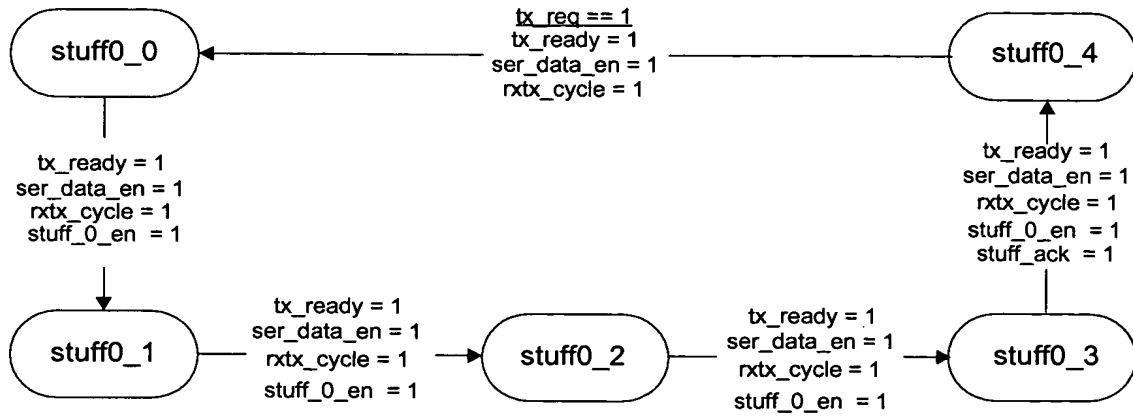 stuff0_0
tx_req == 1
tx_ready = 1
ser_data_en = 1
rxtx_cycle = 1
stuff0_4
tx_ready = 1
ser_data_en = 1
rxtx_cycle = 1
stuff_0_en = 1
tx_ready = 1
ser_data_en = 1
rxtx_cycle = 1
stuff_0_en = 1
stuff_ack = 1
stuff0_1
tx_ready = 1
ser_data_en = 1
rxtx_cycle = 1
stuff_0_en = 1
stuff0_2
tx_ready = 1
ser_data_en = 1
rxtx_cycle = 1
stuff_0_en = 1
stuff0_3